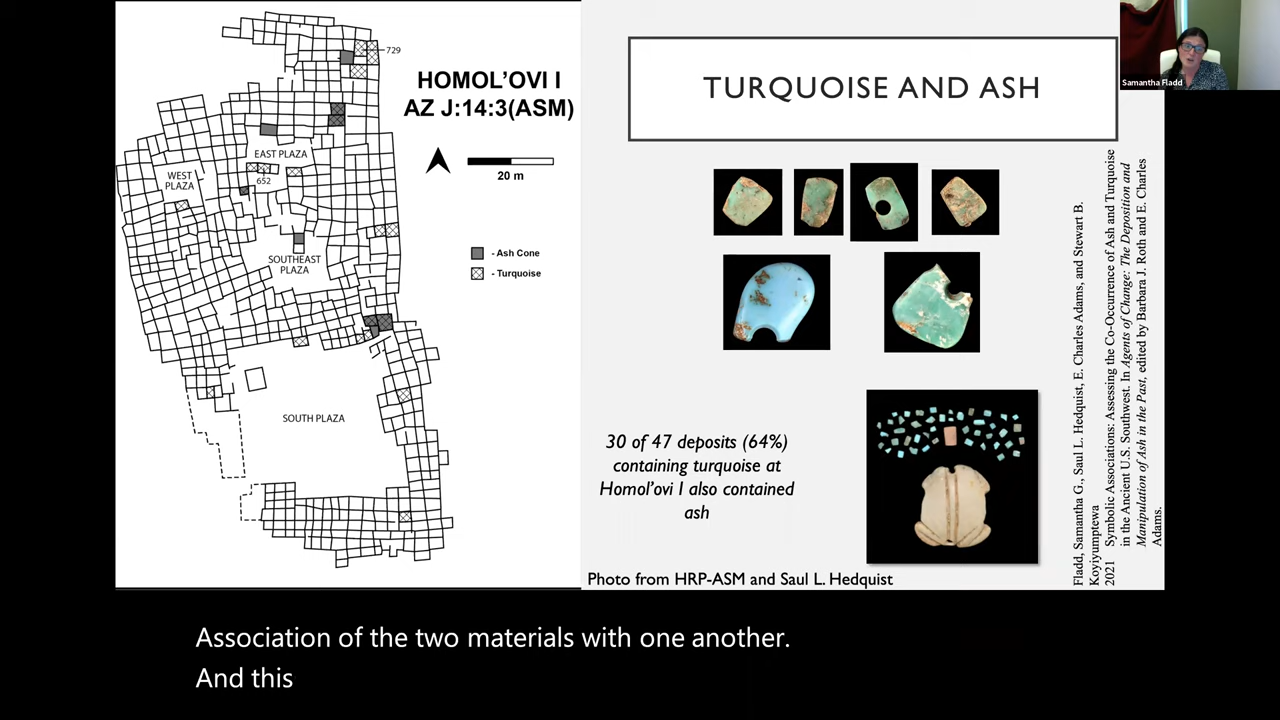 HOMOL'OVI I
AZ J:14:3(ASM)
729
EAST PLAZA
WEST
PLAZA
652
20 m
- Ash Cone
- Turquoise
SOUTHEAST
PLAZA
SOUTH PLAZA
TURQUOISE AND ASH
30 of 47 deposits (64%)
containing turquoise at
Homol'ovi I also contained
ash
Photo from HRP-ASM and Saul L. Hedquist
Fladd, Samantha G., Saul L. Hedquist, E. Charles Adams, and Stewart B.
Koyiyumptewa
2021 Symbolic Associations: Assessing the Co-Occurrence of Ash and Turquoise
in the Ancient U.S. Southwest. In Agents of Change: The Deposition and
Manipulation of Ash in the Past, edited by Barbara J. Roth and E. Charles
Adams.
Samantha Fladd
Association of the two materials with one another.
And this